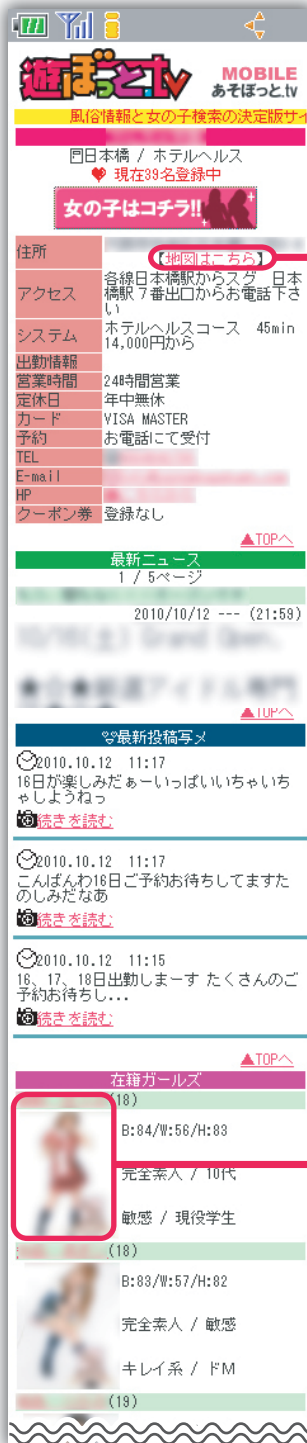 遊ぼっとTV
MOBILE
あそぼっと.tv
風俗情報と女の子検索の決定版サイ
日本橋 / ホテルヘルス
現在39名登録中
女の子はコチラ!!
住所
【地図はこちら】
アクセス
各線日本橋駅からスグ 日本
橋駅7番出口からお電話下さ
い
システム
ホテルヘルスコース 45min
14,000円から
出勤情報
営業時間 24時間営業
定休日 年中無休
カード VISA MASTER
予約 お電話にて受付
TEL
E-mail
HP
クーポン券 登録なし
▲TOPへ
最新ニュース
1 / 5ページ
2010/10/12 --- (21:59)
▲TOPへ
最新投稿写メ
2010.10.12 11:17
16日が楽しみだぁーいっぱいいちゃいち
ゃしようねっ
続きを読む
2010.10.12 11:17
こんばんわ16日ご予約お待ちしてますた
のしみだなあ
続きを読む
2010.10.12 11:15
16、17、18日出勤しまーす たくさんのご
予約お待ちし...
続きを読む
▲TOPへ
在籍ガールズ
(18)
B:84/W:56/H:83
完全素人 / 10代
敏感 / 現役学生
(18)
B:83/W:57/H:82
完全素人 / 敏感
キレイ系 / ドM
(19)